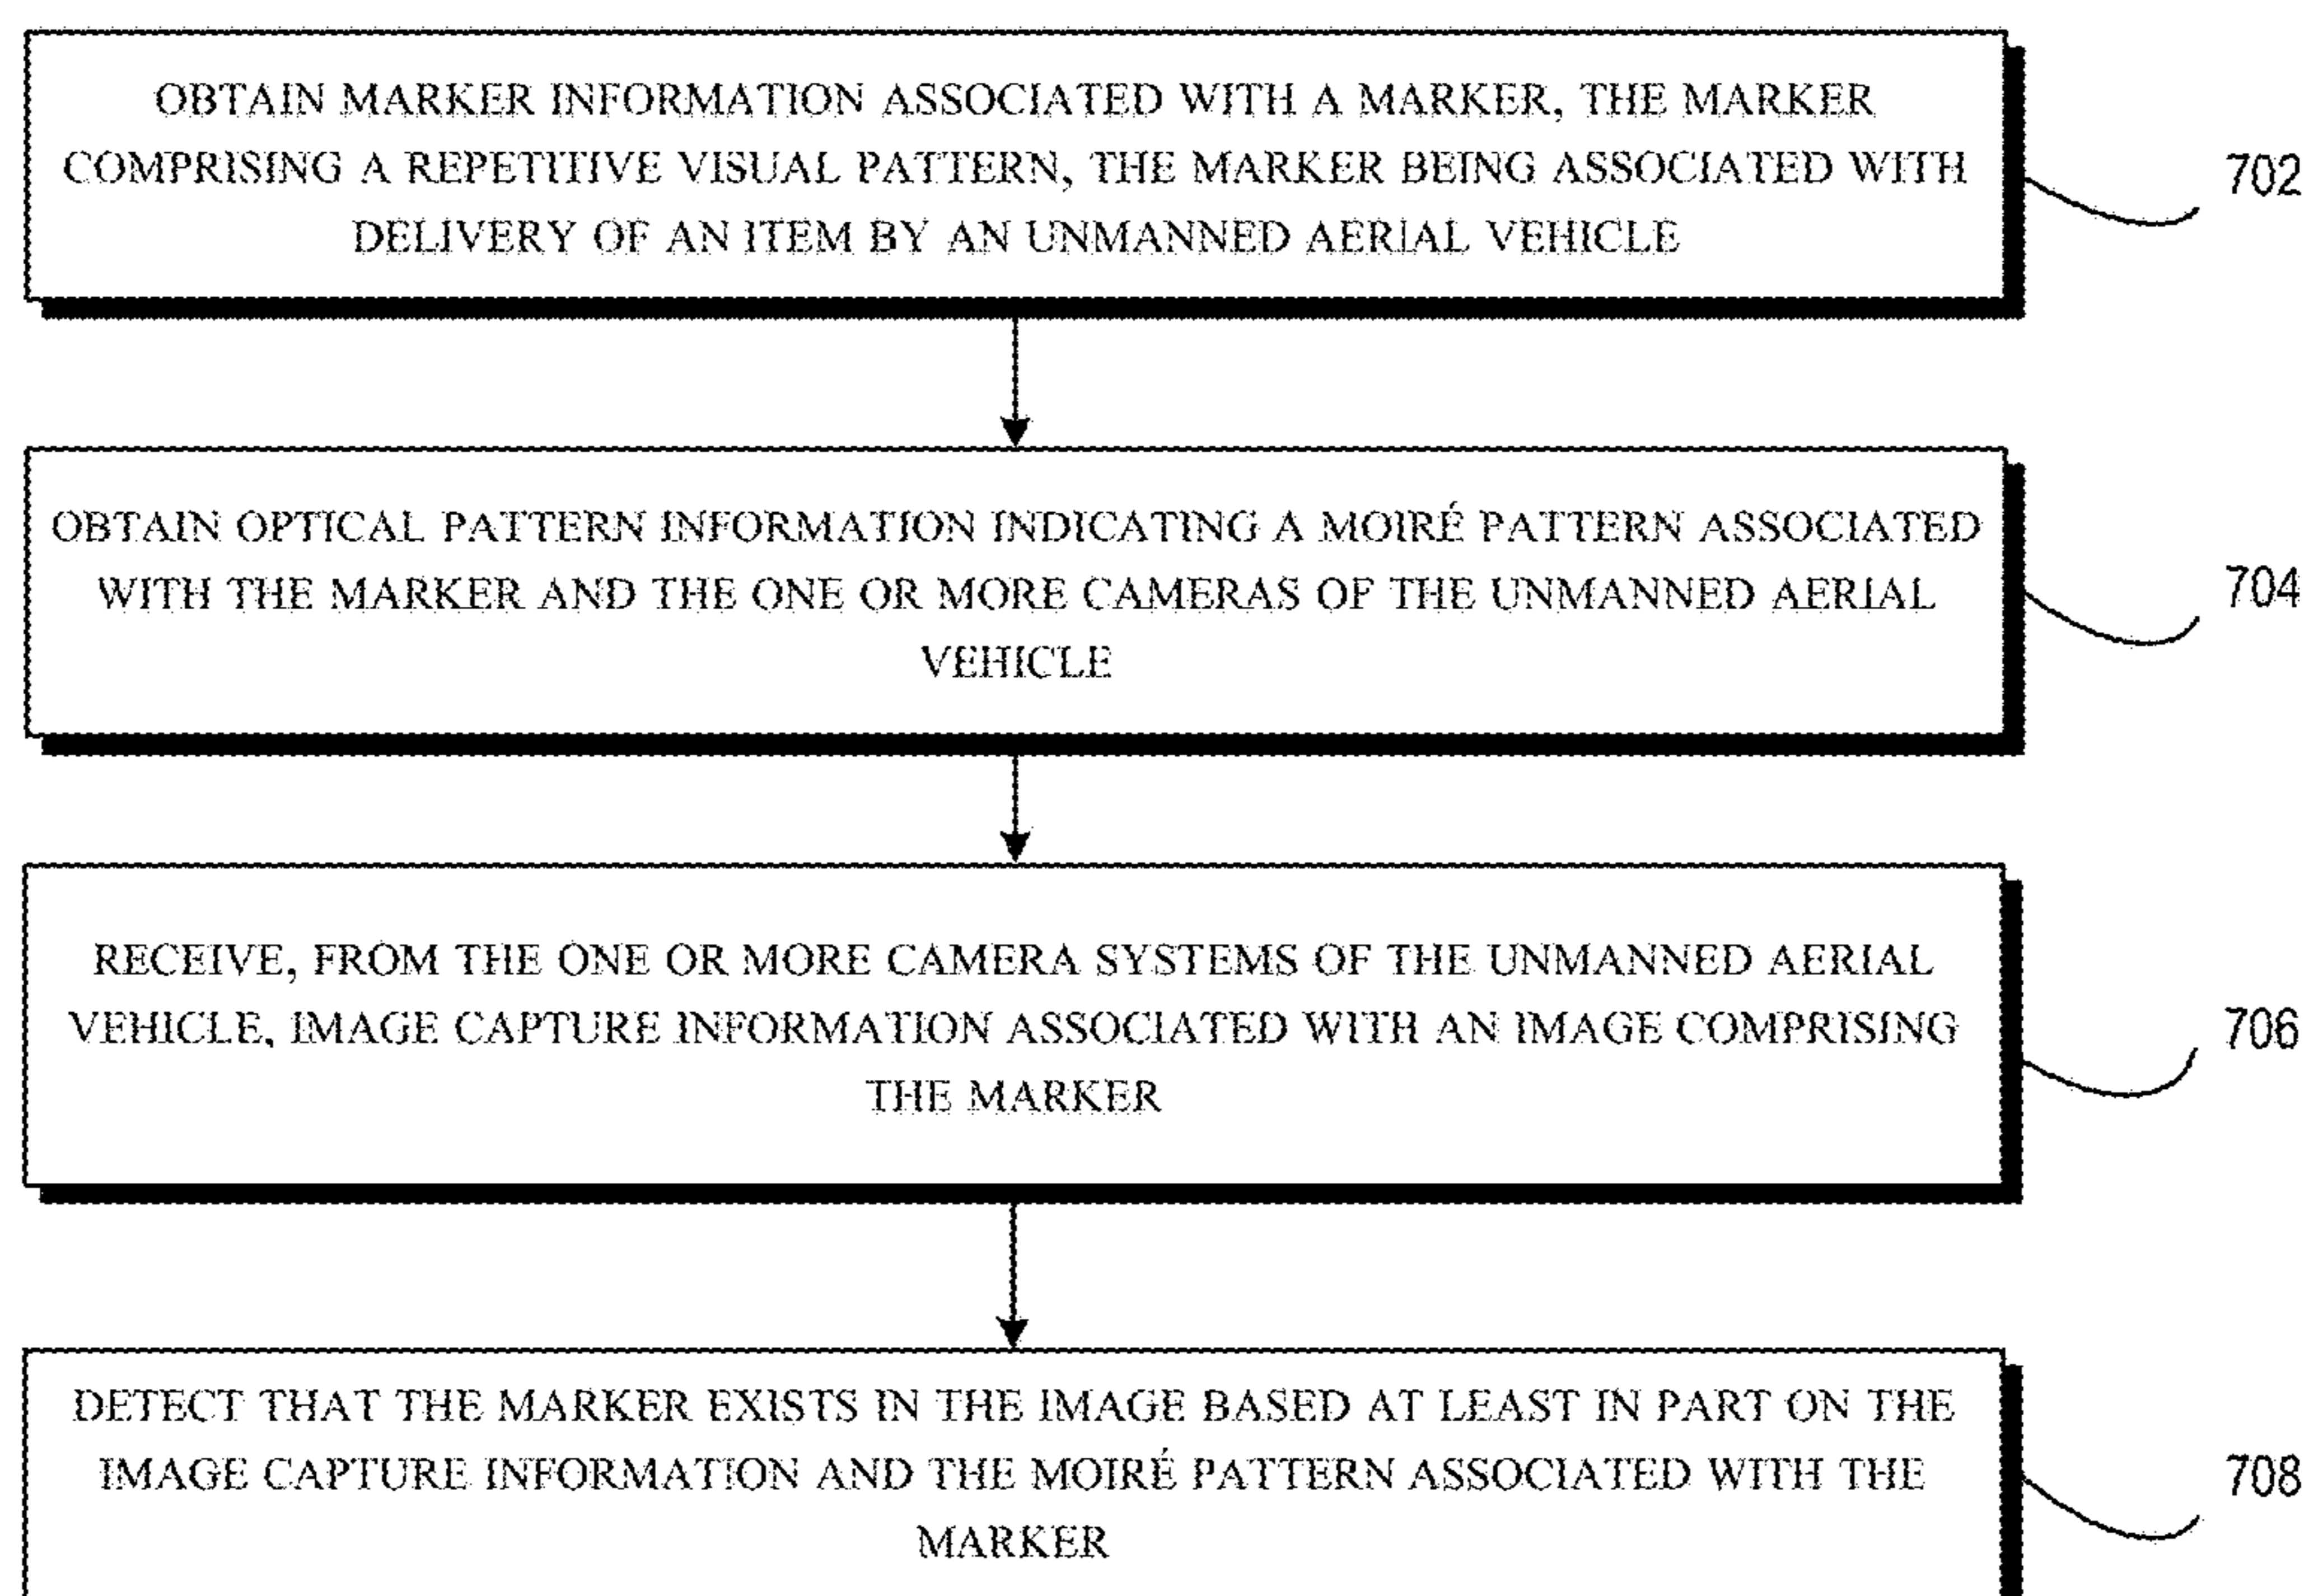 OBTAIN MARKER INFORMATION ASSOCIATED WITH A MARKER, THE MARKER
COMPRISING A REPETITIVE VISUAL PATTERN, THE MARKER BEING ASSOCIATED WITH
DELIVERY OF AN ITEM BY AN UNMANNED AERIAL VEHICLE
702
OBTAIN OPTICAL PATTERN INFORMATION INDICATING A MOIRÉ PATTERN ASSOCIATED
WITH THE MARKER AND THE ONE OR MORE CAMERAS OF THE UNMANNED AERIAL
VEHICLE
704
RECEIVE, FROM THE ONE OR MORE CAMERA SYSTEMS OF THE UNMANNED AERIAL
VEHICLE, IMAGE CAPTURE INFORMATION ASSOCIATED WITH AN IMAGE COMPRISING
THE MARKER
706
DETECT THAT THE MARKER EXISTS IN THE IMAGE BASED AT LEAST IN PART ON THE
IMAGE CAPTURE INFORMATION AND THE MOIRÉ PATTERN ASSOCIATED WITH THE
MARKER
708